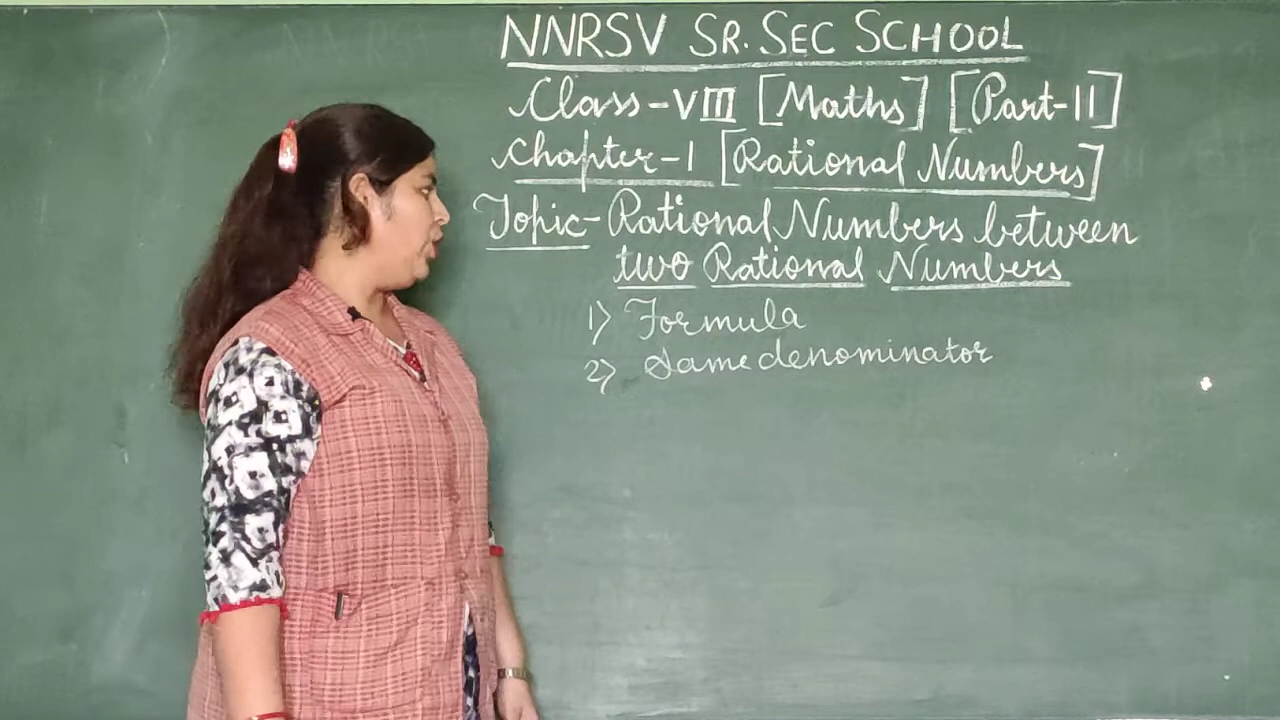 NNRSV SR. SEC SCHOOL
Class-VIII [Maths] [Part-II]
Chapter-1 [Rational Numbers]
Topic-Rational Numbers between
two Rational Numbers
1) Formula
2) Same denominator